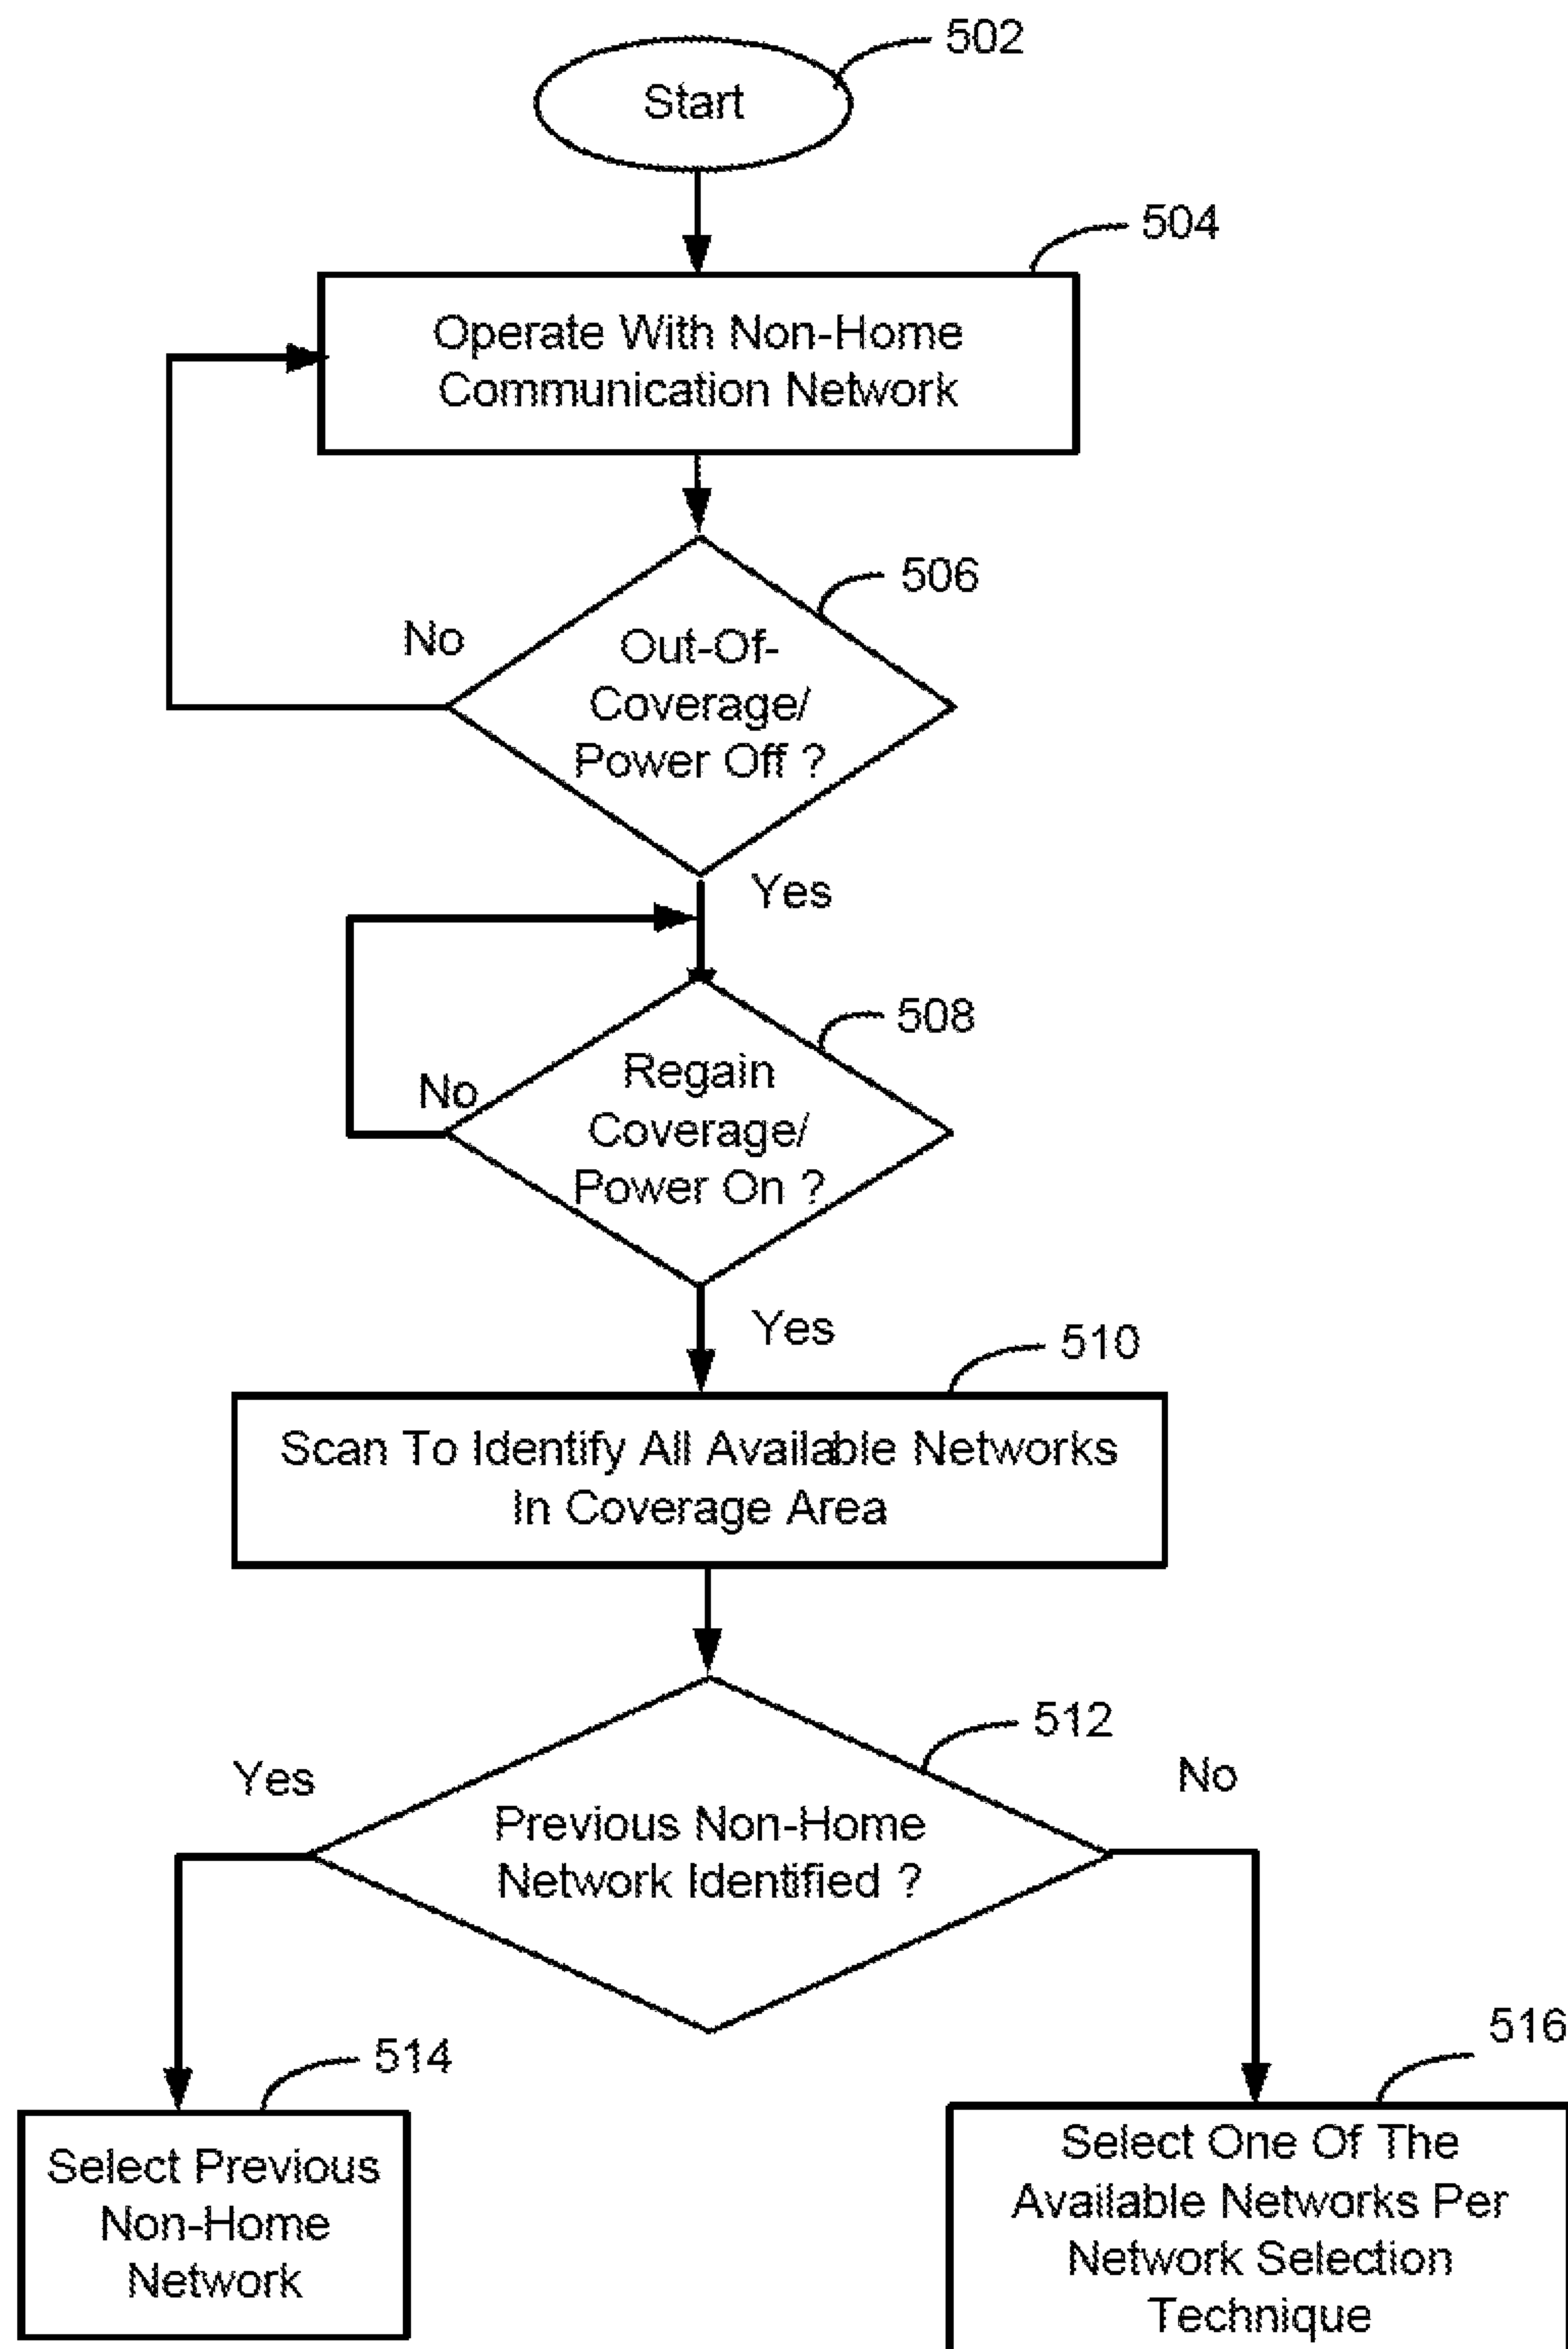 502
Start
504
Operate With Non-Home
Communication Network
506
No
Out-Of-
Coverage/
Power Off ?
Yes
508
No
Regain
Coverage/
Power On ?
Yes
510
Scan To Identify All Available Networks
In Coverage Area
512
Yes
No
Previous Non-Home
Network Identified ?
514
516
Select Previous
Non-Home
Network
Select One Of The
Available Networks Per
Network Selection
Technique